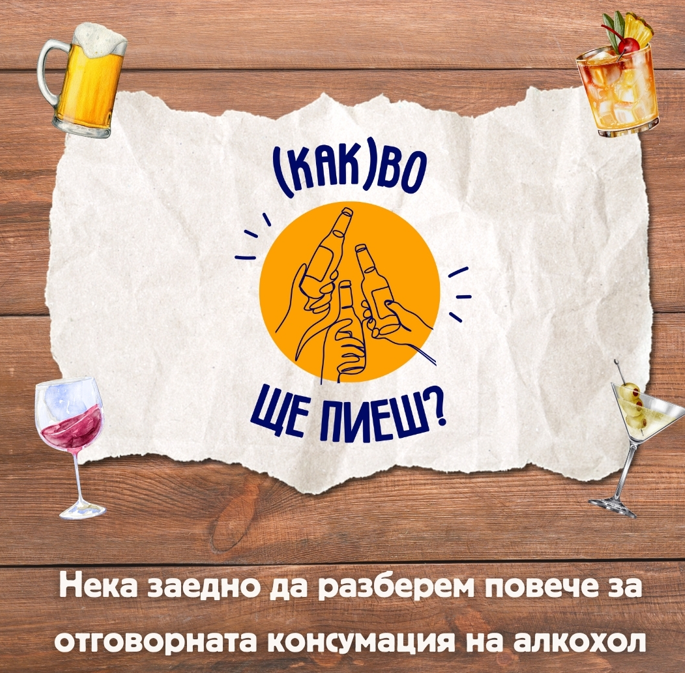 (КАК)ВО
ЩЕ ПИЕШ?
Нека заедно да разберем повече за
отговорната консумация на алкохол